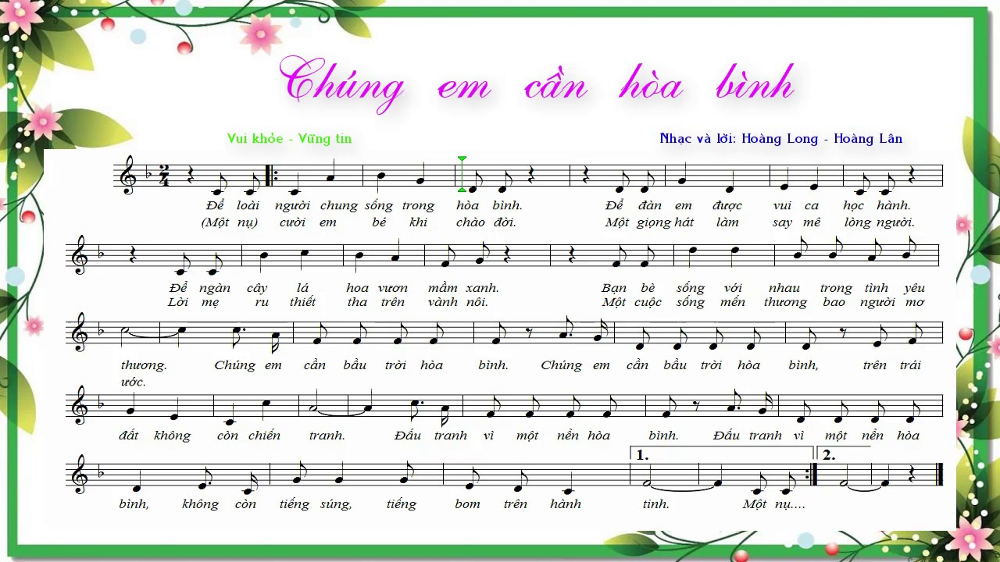 Chúng em cần hòa bình
Vui khỏe - Vững tin
Nhạc và lời: Hoàng Long - Hoàng Lân
2
4
Để loài người chung sống trong hòa bình. Để đàn em được vui ca học hành.
(Một nụ) cười em bé khi chào đời. Một giọng hát làm say mê lòng người.
Để ngàn cây lá hoa vươn mầm xanh. Bạn bè sống với nhau trong tình yêu
Lời mẹ ru thiết tha trên vành nôi. Một cuộc sống mến thương bao người mơ
thương. Chúng em cần bầu trời hòa bình. Chúng em cần bầu trời hòa bình, trên trái
ước.
đất không còn chiến tranh. Đấu tranh vì một nền hòa bình. Đấu tranh vì một nền hòa
1. 2.
bình, không còn tiếng súng, tiếng bom trên hành tinh. Một nụ....